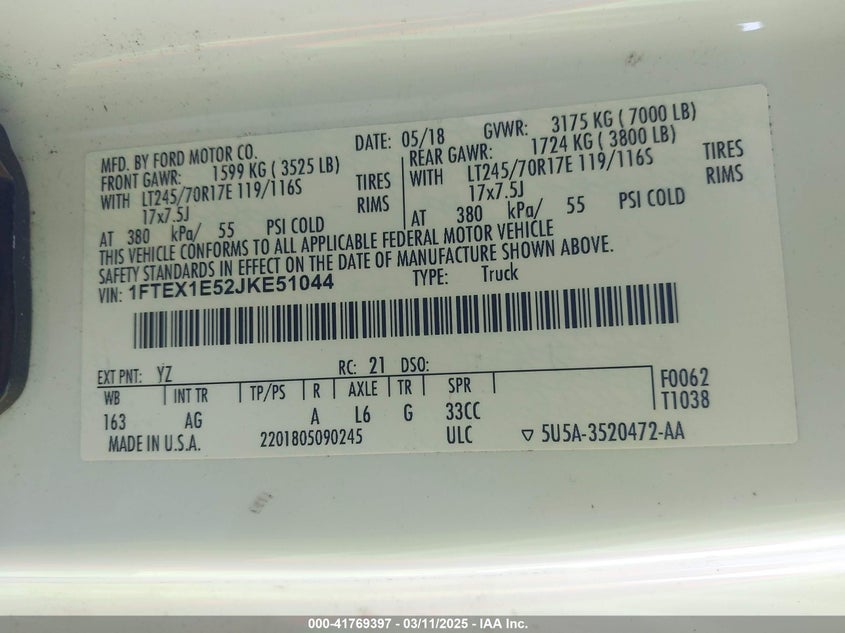 MFD. BY FORD MOTOR CO. DATE: 05/18 GVWR: 3175 KG ( 7000 LB)
FRONT GAWR: 1599 KG ( 3525 LB) REAR GAWR: 1724 KG ( 3800 LB)
WITH LT245/70R17E 119/116S TIRES WITH LT245/70R17E 119/116S TIRES
17x7.5J RIMS 17x7.5J RIMS
AT 380 kPa/ 55 PSI COLD AT 380 kPa/ 55 PSI COLD
THIS VEHICLE CONFORMS TO ALL APPLICABLE FEDERAL MOTOR VEHICLE
SAFETY STANDARDS IN EFFECT ON THE DATE OF MANUFACTURE SHOWN ABOVE.
VIN: 1FTEX1E52JKE51044 TYPE: Truck
EXT PNT: YZ RC: 21 DSO:
WB INT TR TP/PS R AXLE TR SPR F0062
163 AG A L6 G 33CC T1038
MADE IN U.S.A. 2201805090245 ULC ▽ 5U5A-3520472-AA
000-41769397 - 03/11/2025 - IAA Inc.